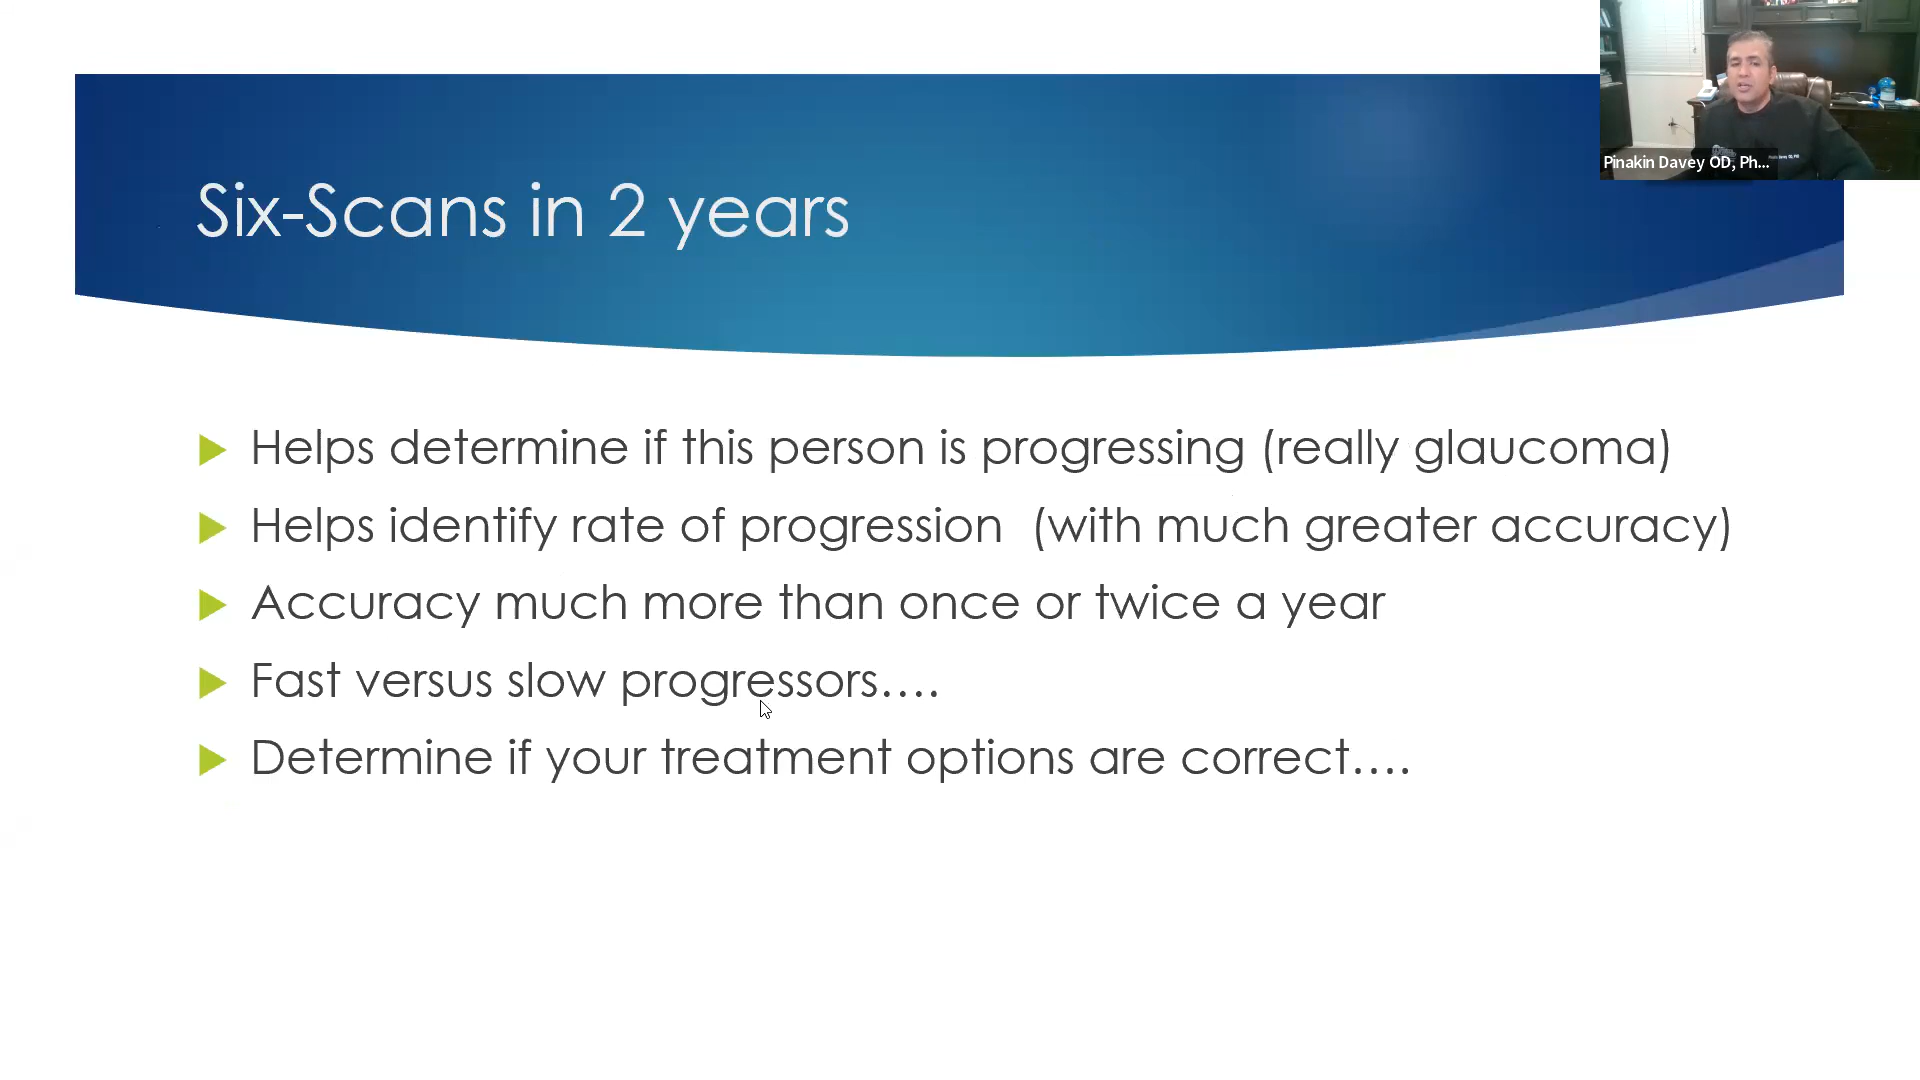 Six-Scans in 2 years
Pinakin Davey OD, Ph...
Helps determine if this person is progressing (really glaucoma)
Helps identify rate of progression (with much greater accuracy)
Accuracy much more than once or twice a year
Fast versus slow progressors....
Determine if your treatment options are correct....